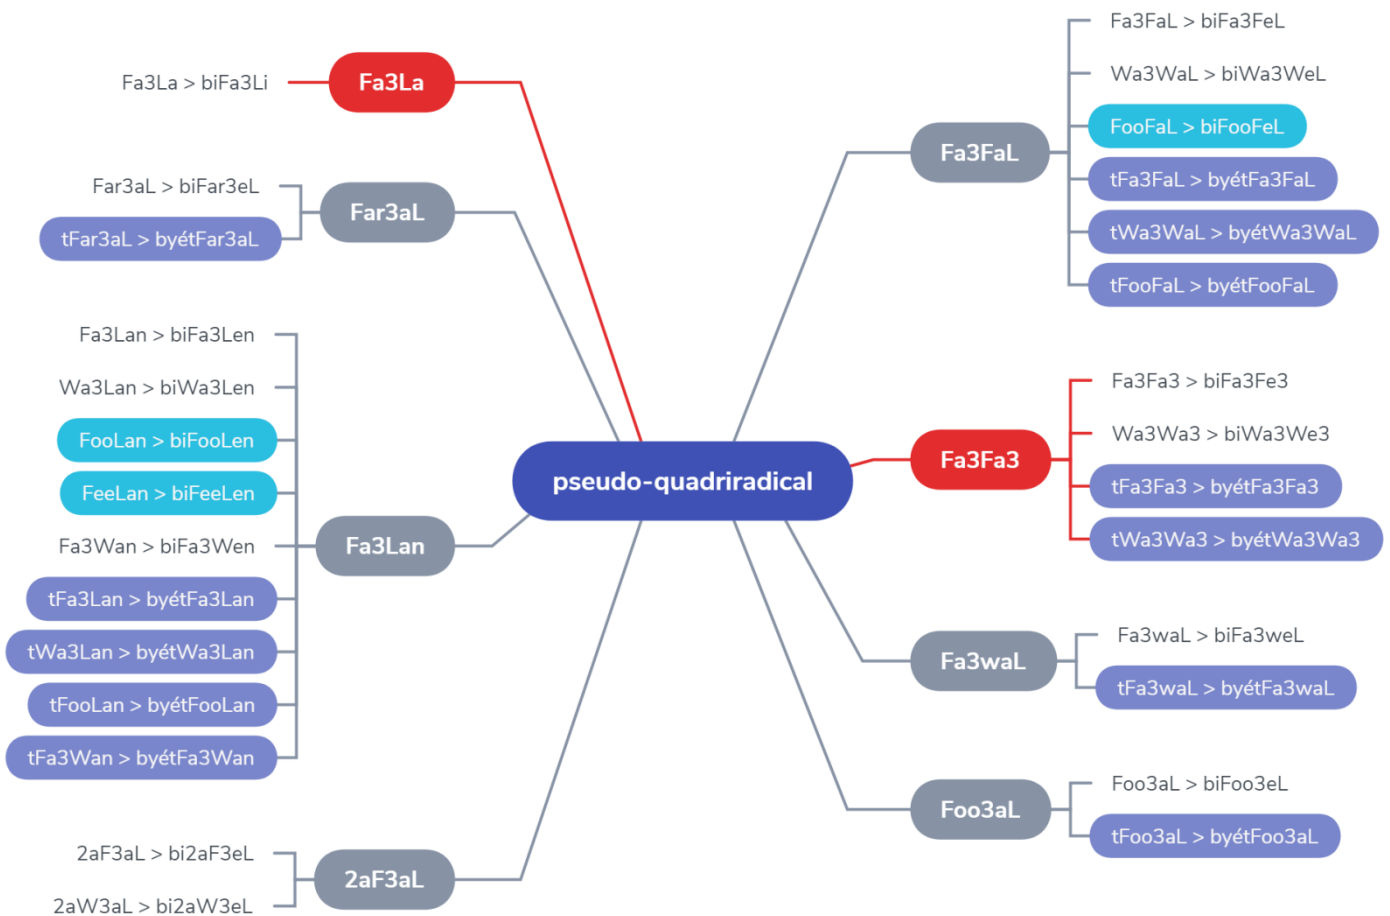 pseudo-quadriradical
Fa3La
Fa3La > biFa3Li
Far3aL
Far3aL > biFar3eL
tFar3aL > byétFar3aL
Fa3Lan
Fa3Lan > biFa3Len
Wa3Lan > biWa3Len
FooLan > biFooLen
FeeLan > biFeeLen
Fa3Wan > biFa3Wen
tFa3Lan > byétFa3Lan
tWa3Lan > byétWa3Lan
tFooLan > byétFooLan
tFa3Wan > byétFa3Wan
2aF3aL
2aF3aL > bi2aF3eL
2aW3aL > bi2aW3eL
Fa3FaL
Fa3FaL > biFa3FeL
Wa3WaL > biWa3WeL
FooFaL > biFooFeL
tFa3FaL > byétFa3FaL
tWa3WaL > byétWa3WaL
tFooFaL > byétFooFaL
Fa3Fa3
Fa3Fa3 > biFa3Fe3
Wa3Wa3 > biWa3We3
tFa3Fa3 > byétFa3Fa3
tWa3Wa3 > byétWa3Wa3
Fa3waL
Fa3waL > biFa3weL
tFa3waL > byétFa3waL
Foo3aL
Foo3aL > biFoo3eL
tFoo3aL > byétFoo3aL